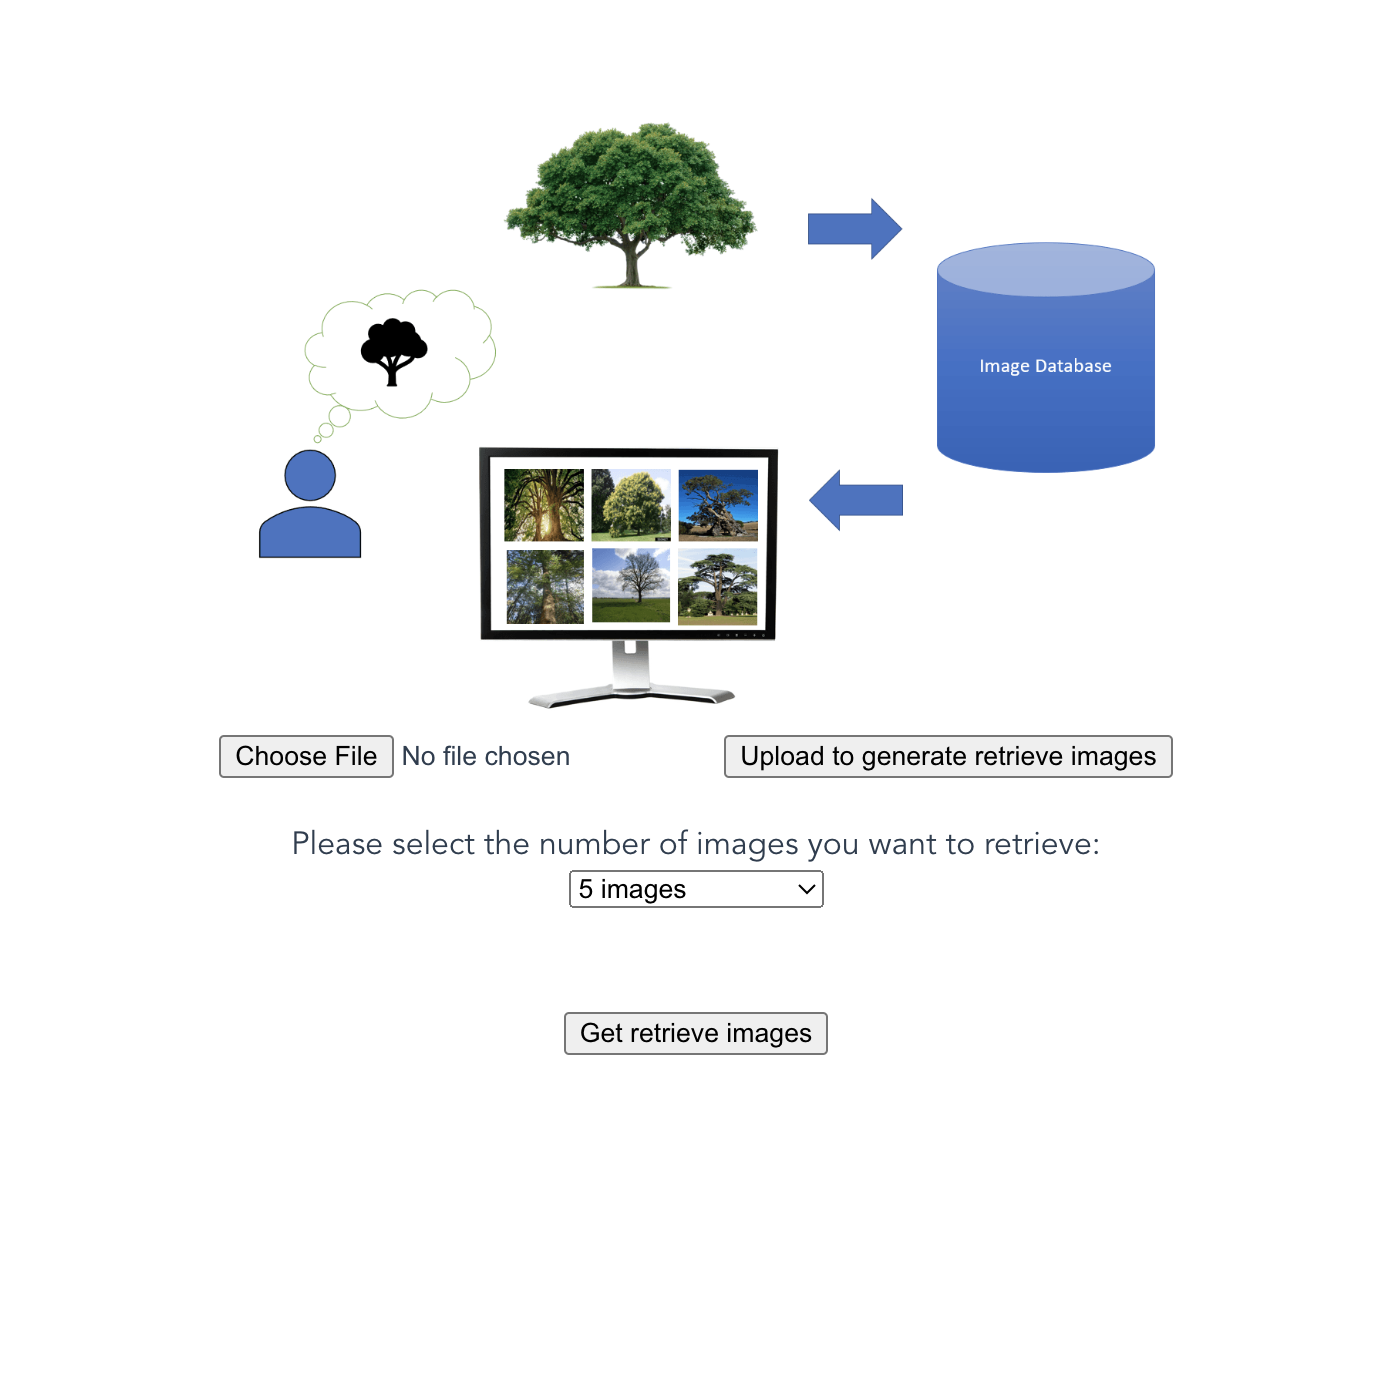 Image Database
Choose File No file chosen
Upload to generate retrieve images
Please select the number of images you want to retrieve:
5 images
Get retrieve images